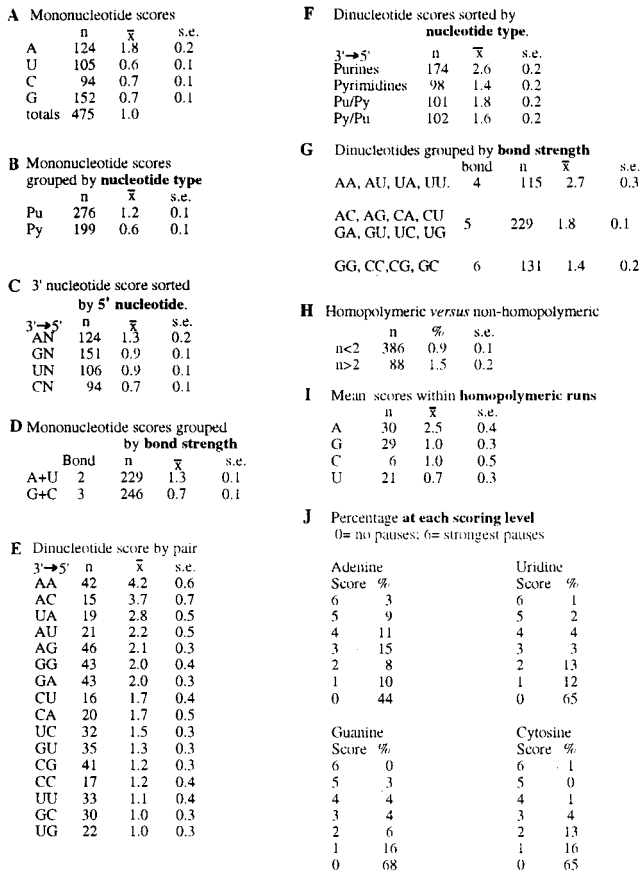 A Mononucleotide scores
n x̄ s.e.
A 124 1.8 0.2
U 105 0.6 0.1
C 94 0.7 0.1
G 152 0.7 0.1
totals 475 1.0
B Mononucleotide scores
grouped by nucleotide type
n x̄ s.e.
Pu 276 1.2 0.1
Py 199 0.6 0.1
C 3' nucleotide score sorted
by 5' nucleotide.
3'→5' n x̄ s.e.
AN 124 1.3 0.2
GN 151 0.9 0.1
UN 106 0.9 0.1
CN 94 0.7 0.1
D Mononucleotide scores grouped
by bond strength
Bond n x̄ s.e.
A+U 2 229 1.3 0.1
G+C 3 246 0.7 0.1
E Dinucleotide score by pair
3'→5' n x̄ s.e.
AA 42 4.2 0.6
AC 15 3.7 0.7
UA 19 2.8 0.5
AU 21 2.2 0.5
AG 46 2.1 0.3
GG 43 2.0 0.4
GA 43 2.0 0.3
CU 16 1.7 0.4
CA 20 1.7 0.5
UC 32 1.5 0.3
GU 35 1.3 0.3
CG 41 1.2 0.3
CC 17 1.2 0.4
UU 33 1.1 0.4
GC 30 1.0 0.3
UG 22 1.0 0.3
F Dinucleotide scores sorted by
nucleotide type.
3'→5' n x̄ s.e.
Purines 174 2.6 0.2
Pyrimidines 98 1.4 0.2
Pu/Py 101 1.8 0.2
Py/Pu 102 1.6 0.2
G Dinucleotides grouped by bond strength
bond n x̄ s.e.
AA, AU, UA, UU. 4 115 2.7 0.3
AC, AG, CA, CU
GA, GU, UC, UG 5 229 1.8 0.1
GG, CC,CG, GC 6 131 1.4 0.2
H Homopolymeric versus non-homopolymeric
n % s.e.
n<2 386 0.9 0.1
n>2 88 1.5 0.2
I Mean scores within homopolymeric runs
n x̄ s.e.
A 30 2.5 0.4
G 29 1.0 0.3
C 6 1.0 0.5
U 21 0.7 0.3
J Percentage at each scoring level
0= no pauses; 6= strongest pauses
Adenine Uridine
Score % Score %
6 3 6 1
5 9 5 2
4 11 4 4
3 15 3 3
2 8 2 13
1 10 1 12
0 44 0 65
Guanine Cytosine
Score % Score %
6 0 6 1
5 3 5 0
4 4 4 1
3 4 3 4
2 6 2 13
1 16 1 16
0 68 0 65